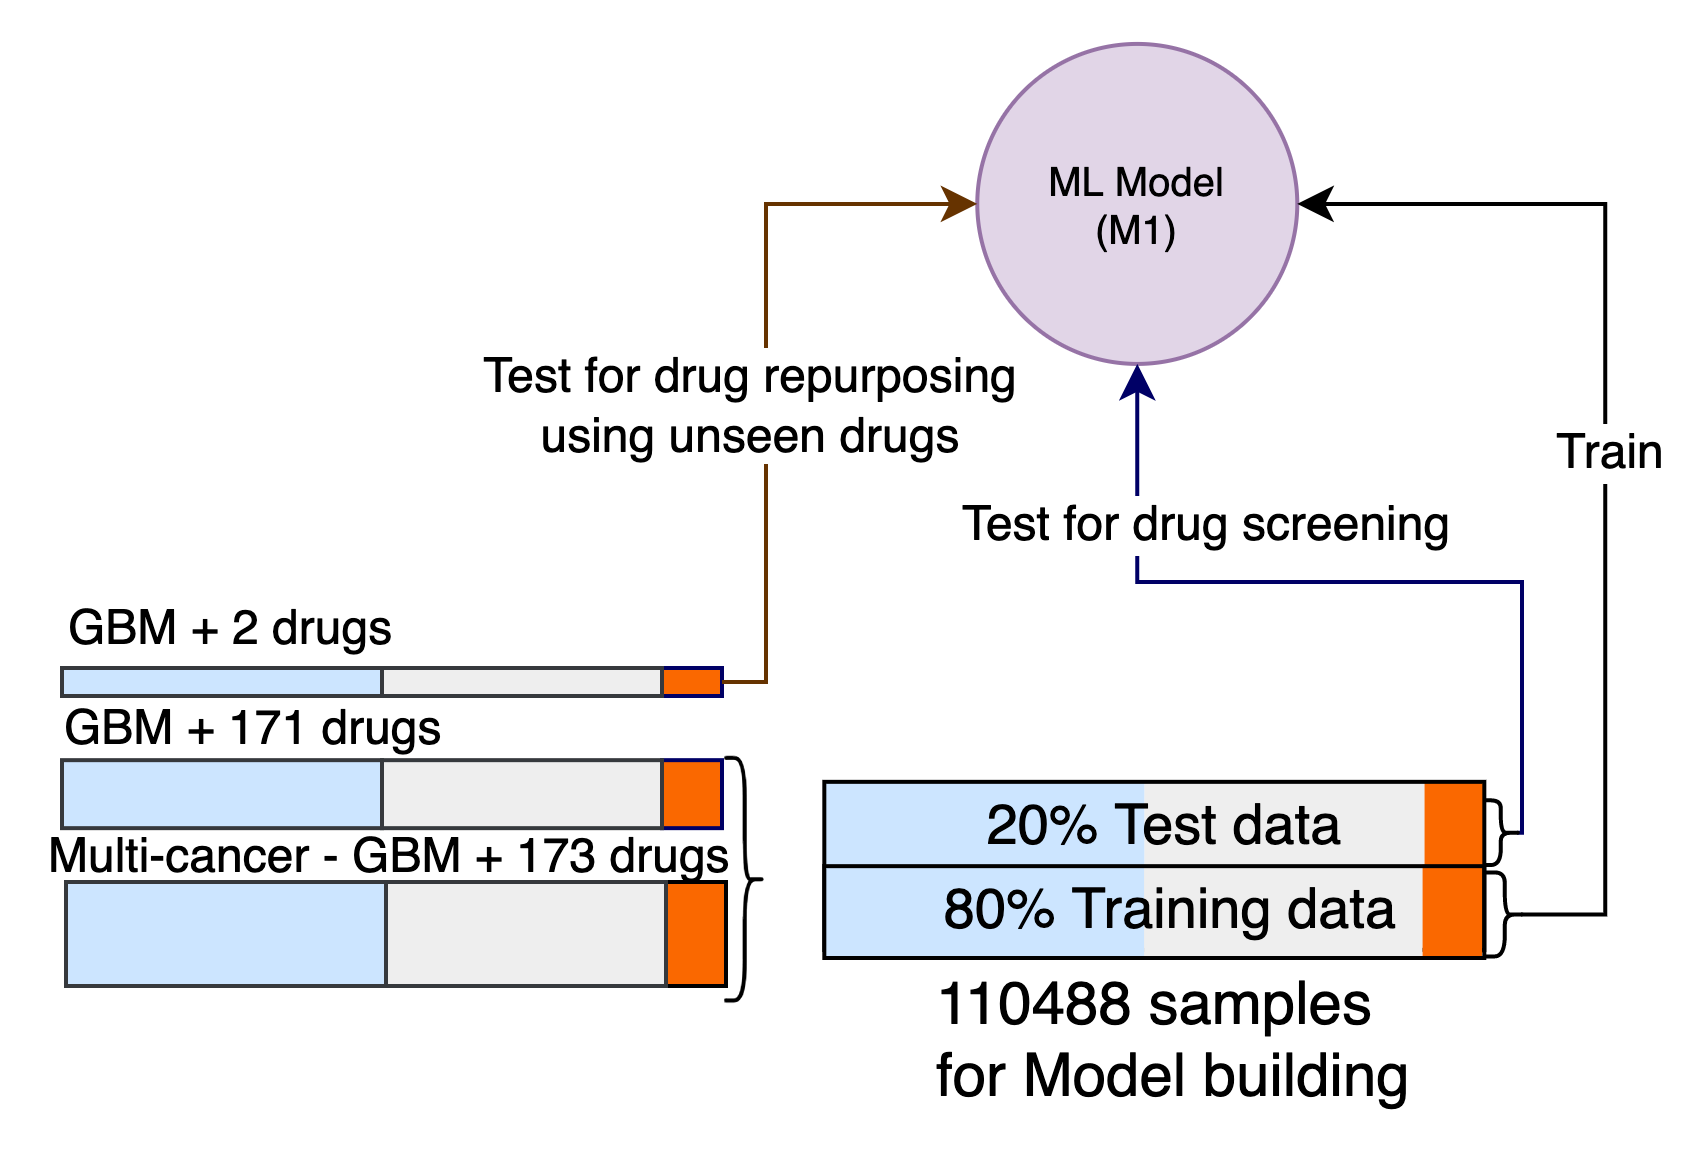 ML Model
(M1)
Test for drug repurposing
using unseen drugs
Train
Test for drug screening
GBM + 2 drugs
GBM + 171 drugs
Multi-cancer - GBM + 173 drugs
20% Test data
80% Training data
110488 samples
for Model building